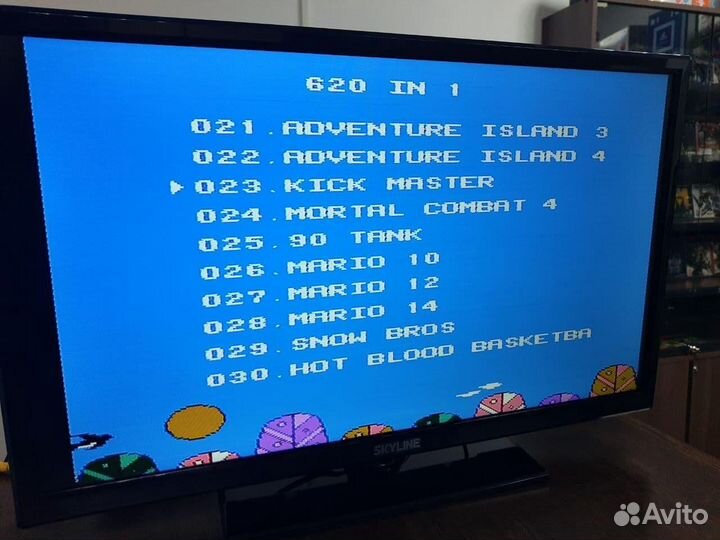 620 IN 1
021.ADVENTURE ISLAND 3
022.ADVENTURE ISLAND 4
023.KICK MASTER
024.MORTAL COMBAT 4
025.90 TANK
026.MARIO 10
027.MARIO 12
028.MARIO 14
029.SNOW BROS
030.HOT BLOOD BASKETBA
SKYLINE
Avito